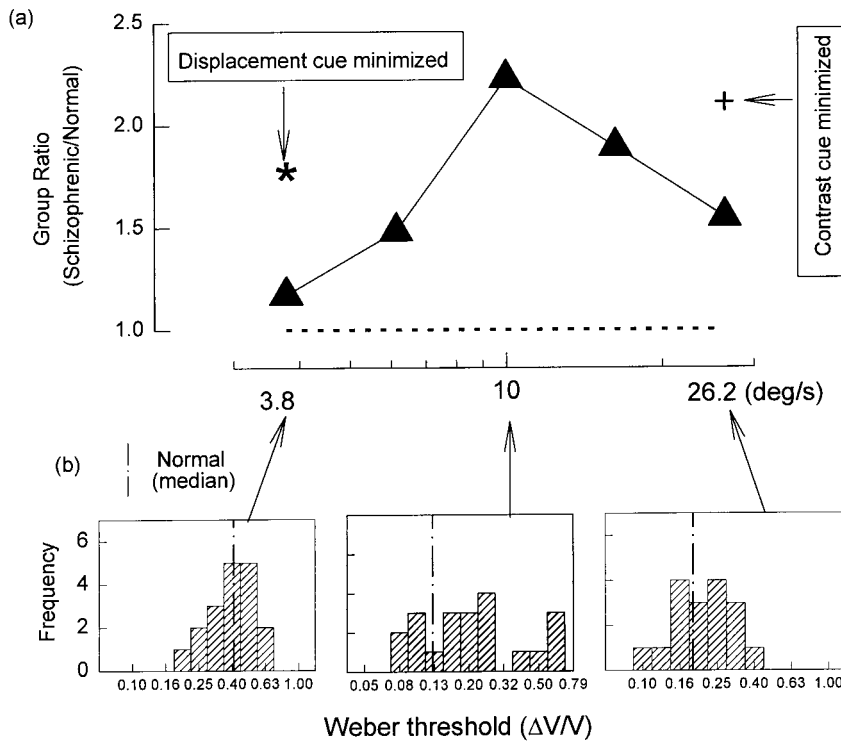 (a)
2.5
2.0
1.5
1.0
Group Ratio
(Schizophrenic/Normal)
Displacement cue minimized
*
+
Contrast cue minimized
3.8
10
26.2 (deg/s)
(b)
Normal
(median)
Frequency
6
4
2
0
0.10 0.16 0.25 0.40 0.63 1.00
0.05 0.08 0.13 0.20 0.32 0.50 0.79
0.10 0.16 0.25 0.40 0.63 1.00
Weber threshold (ΔV/V)